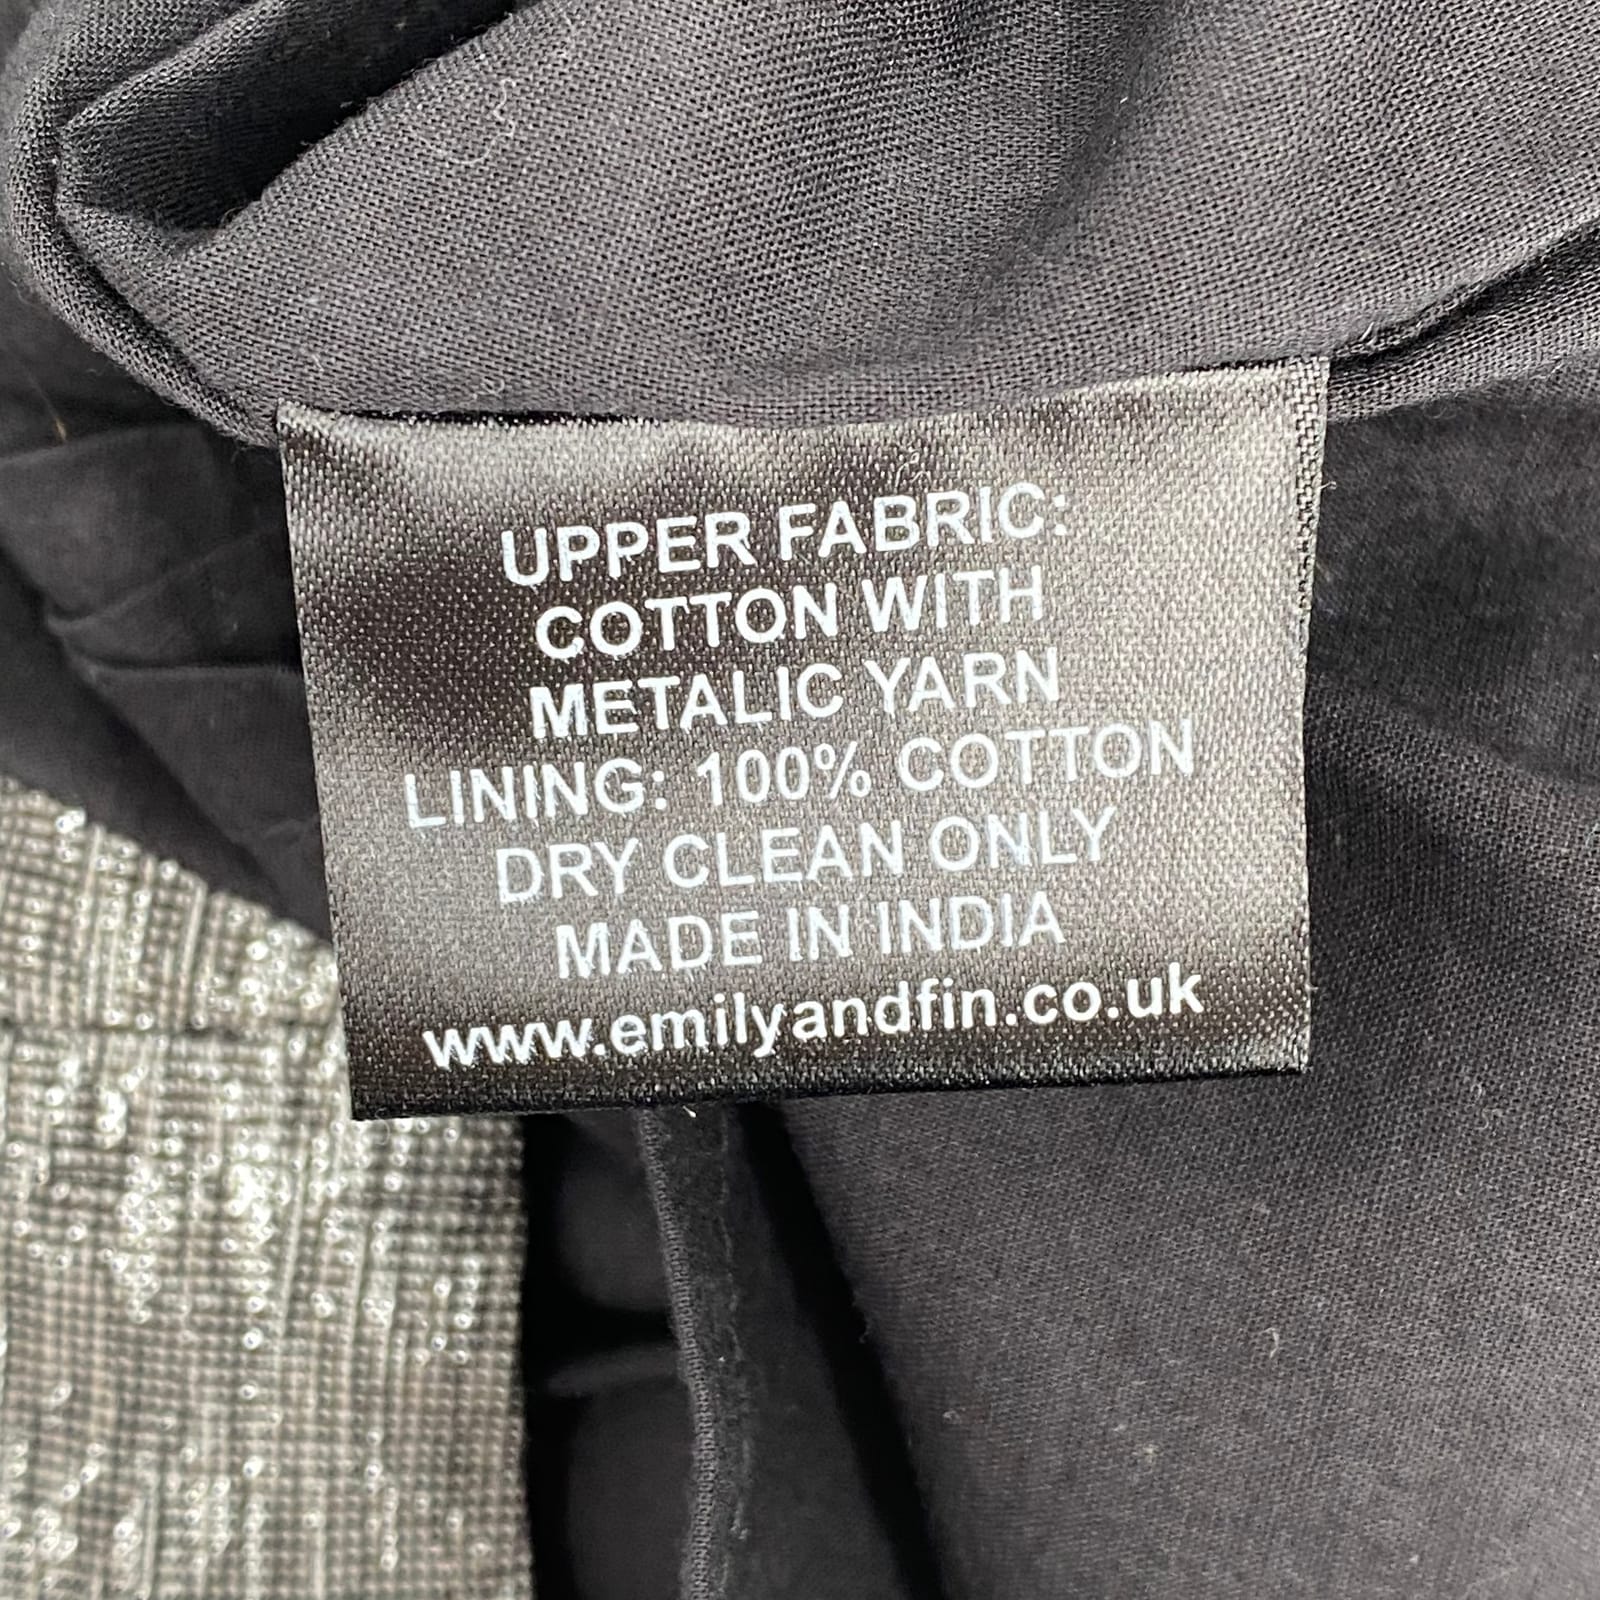 UPPER FABRIC:
COTTON WITH
METALIC YARN
LINING: 100% COTTON
DRY CLEAN ONLY
MADE IN INDIA
www.emilyandfin.co.uk